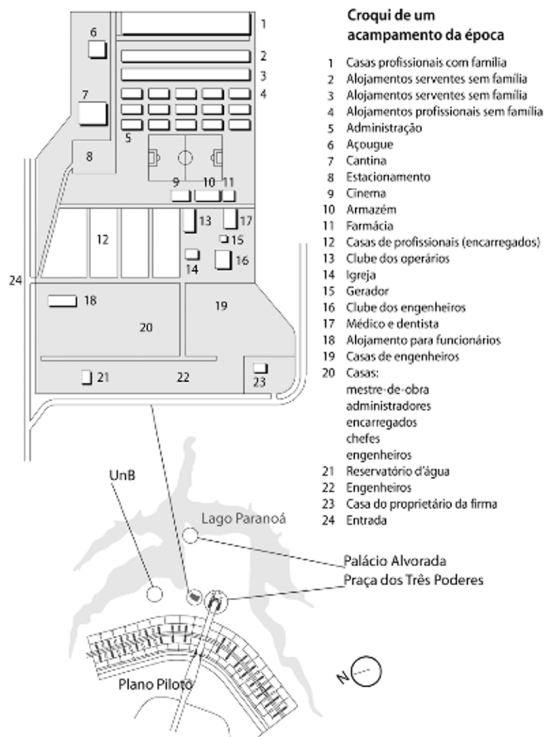 Croqui de um
acampamento da época
1 Casas profissionais com família
2 Alojamentos serventes sem família
3 Alojamentos serventes sem família
4 Alojamentos profissionais sem família
5 Administração
6 Açougue
7 Cantina
8 Estacionamento
9 Cinema
10 Armazém
11 Farmácia
12 Casas de profissionais (encarregados)
13 Clube dos operários
14 Igreja
15 Gerador
16 Clube dos engenheiros
17 Médico e dentista
18 Alojamento para funcionários
19 Casas de engenheiros
20 Casas:
mestre-de-obra
administradores
encarregados
chefes
engenheiros
21 Reservatório d'água
22 Engenheiros
23 Casa do proprietário da firma
24 Entrada
1
6
2
3
7
4
5
8
9 10 11
13 17
12
15
14 16
24
18
19
20
21 22 23
UnB
Lago Paranoá
Palácio Alvorada
Praça dos Três Poderes
Plano Piloto
N